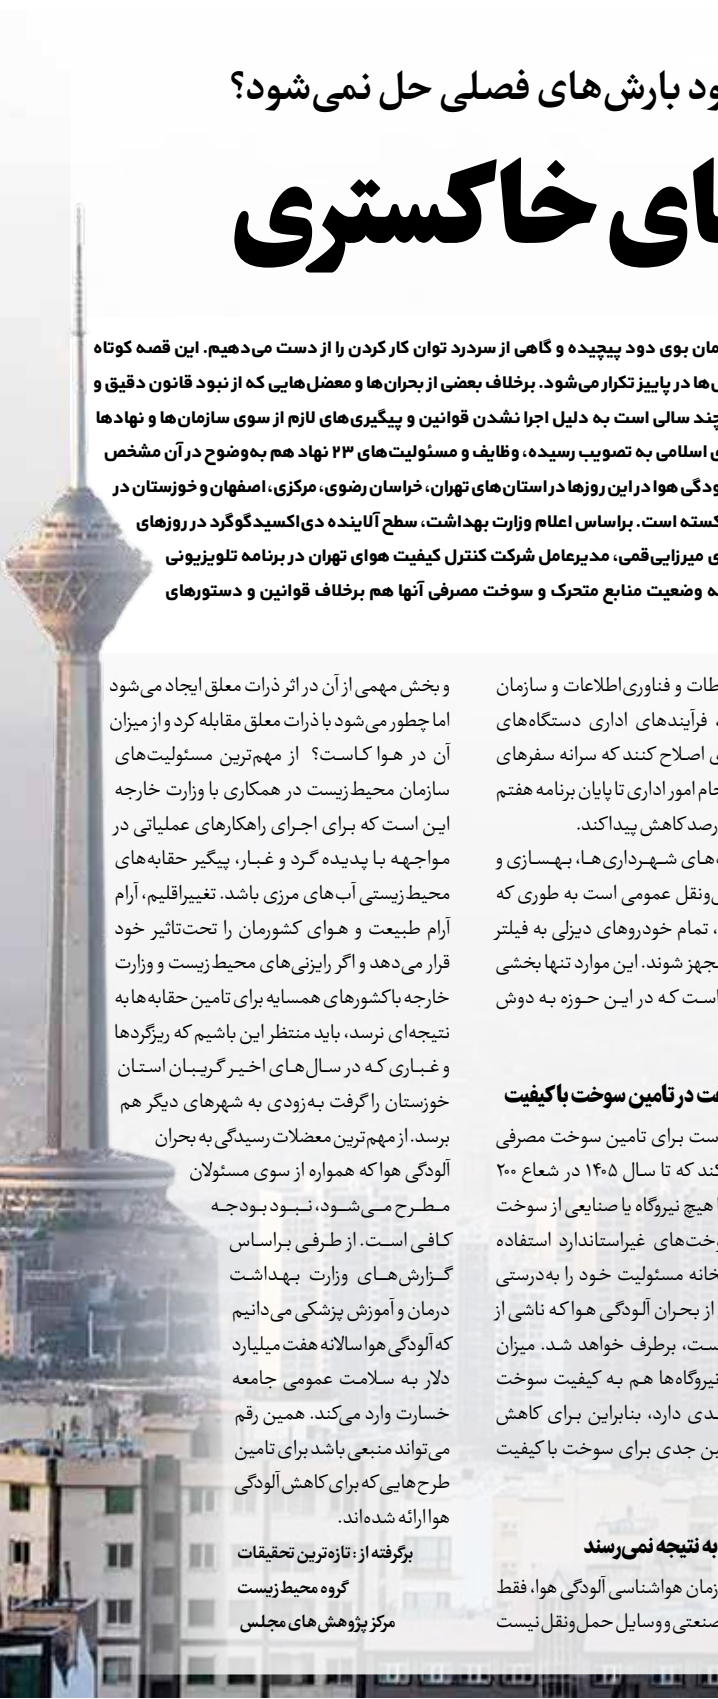 ود بارش‌های فصلی حل نمی‌شود؟
ای خاکستری
مان بوی دود پیچیده و گاهی از سردرد توان کار کردن را از دست می‌دهیم. این قصه کوتاه
ها در پاییز تکرار می‌شود. برخلاف بعضی از بحران‌ها و معضل‌هایی که از نبود قانون دقیق و
چند سالی است به دلیل اجرا نشدن قوانین و پیگیری‌های لازم از سوی سازمان‌ها و نهادها
ی اسلامی به تصویب رسیده، وظایف و مسئولیت‌های ۲۳ نهاد هم به‌وضوح در آن مشخص
ودگی هوا در این روزها در استان‌های تهران، خراسان رضوی، مرکزی، اصفهان و خوزستان در
کسته است. براساس اعلام وزارت بهداشت، سطح آلاینده دی‌اکسیدگوگرد در روزهای
ی میرزایی‌قمی، مدیرعامل شرکت کنترل کیفیت هوای تهران در برنامه تلویزیونی
ه وضعیت منابع متحرک و سوخت مصرفی آنها هم برخلاف قوانین و دستورهای
طات و فناوری‌اطلاعات و سازمان
، فرآیندهای اداری دستگاه‌های
ی اصلاح کنند که سرانه سفرهای
جام امور اداری تا پایان برنامه هفتم
رصد کاهش پیدا کند.
ه‌های شهرداری‌ها، بهسازی و
ل‌ونقل عمومی است به طوری که
، تمام خودروهای دیزلی به فیلتر
جهز شوند. این موارد تنها بخشی
است که در این حوزه به دوش
ت در تامین سوخت با کیفیت
ست برای تامین سوخت مصرفی
کند که تا سال ۱۴۰۵ در شعاع ۲۰۰
هیچ نیروگاه یا صنایعی از سوخت
وخت‌های غیراستاندارد استفاده
خانه مسئولیت خود را به‌درستی
از بحران آلودگی هوا که ناشی از
ست، برطرف خواهد شد. میزان
نیروگاه‌ها هم به کیفیت سوخت
دی دارد، بنابراین برای کاهش
ین جدی برای سوخت با کیفیت
به نتیجه نمی‌رسند
زمان هواشناسی آلودگی هوا، فقط
صنعتی و وسایل حمل‌ونقل نیست
و بخش مهمی از آن در اثر ذرات معلق ایجاد می‌شود
اما چطور می‌شود با ذرات معلق مقابله کرد و از میزان
آن در هوا کاست؟ از مهم‌ترین مسئولیت‌های
سازمان محیط‌زیست در همکاری با وزارت خارجه
این است که برای اجرای راهکارهای عملیاتی در
مواجهه با پدیده گرد و غبار، پیگیر حقابه‌های
محیط‌زیستی آب‌های مرزی باشد. تغییراقلیم، آرام
آرام طبیعت و هوای کشورمان را تحت‌تاثیر خود
قرار می‌دهد و اگر رایزنی‌های محیط زیست و وزارت
خارجه با کشورهای همسایه برای تامین حقابه‌ها به
نتیجه‌ای نرسد، باید منتظر این باشیم که ریزگردها
و غباری که در سال‌های اخیر گریبان استان
خوزستان را گرفت به‌زودی به شهرهای دیگر هم
برسد. از مهم‌ترین معضلات رسیدگی به بحران
آلودگی هوا که همواره از سوی مسئولان
مطرح می‌شود، نبود بودجه
کافی است. از طرفی براساس
گزارش‌های وزارت بهداشت
درمان و آموزش پزشکی می‌دانیم
که آلودگی هوا سالانه هفت میلیارد
دلار به سلامت عمومی جامعه
خسارت وارد می‌کند. همین رقم
می‌تواند منبعی باشد برای تامین
طرح‌هایی که برای کاهش آلودگی
هوا ارائه شده‌اند.
برگرفته از : تازه‌ترین تحقیقات
گروه محیط زیست
مرکز پژوهش‌های مجلس